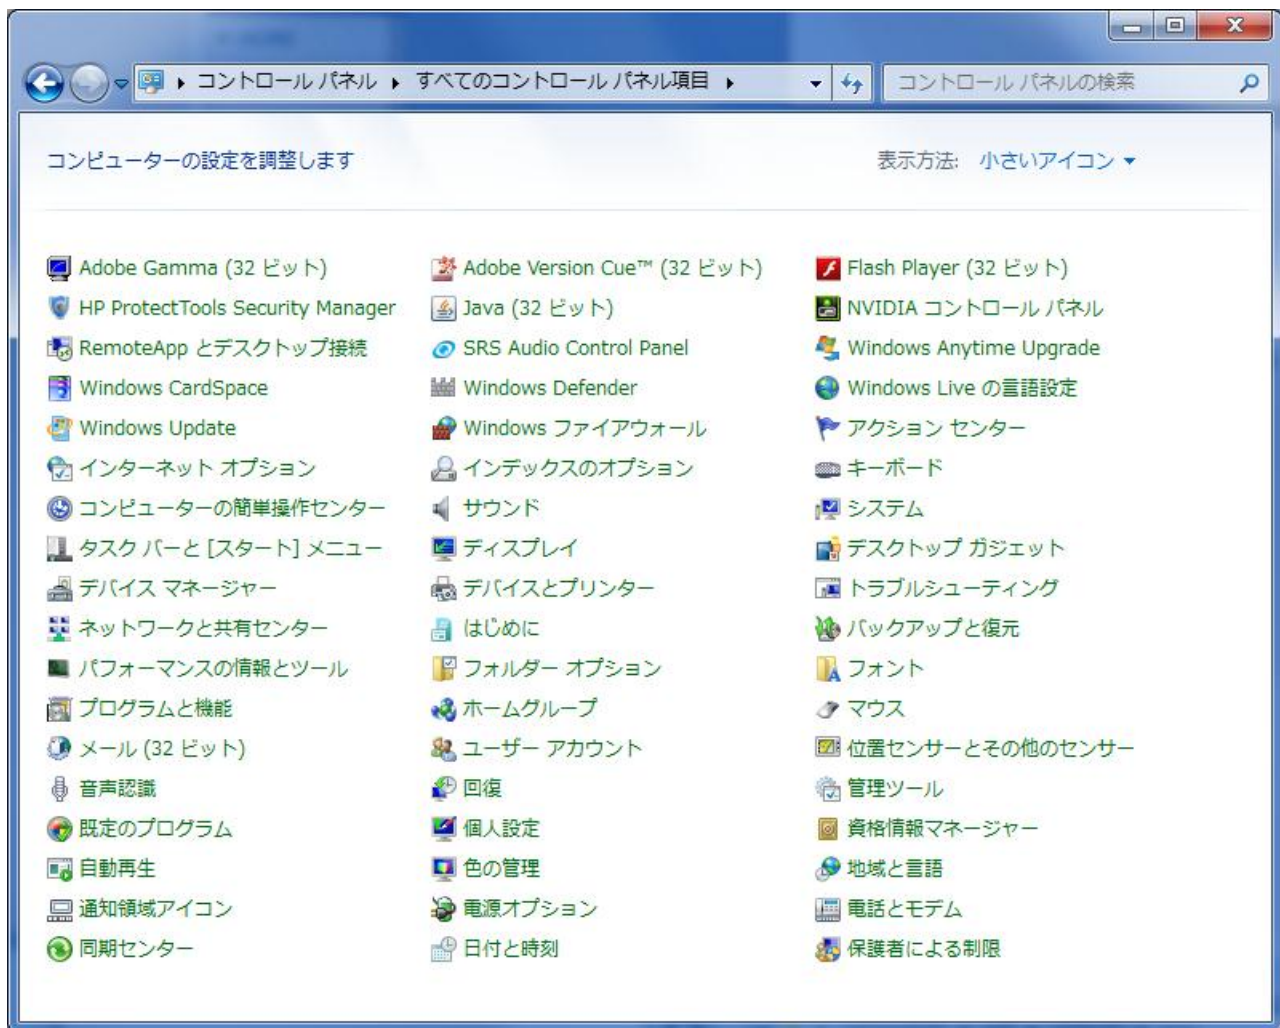 コントロール パネル ▸ すべてのコントロール パネル項目 ▸ コントロール パネルの検索
コンピューターの設定を調整します 表示方法: 小さいアイコン
Adobe Gamma (32 ビット) Adobe Version Cue™ (32 ビット) Flash Player (32 ビット)
HP ProtectTools Security Manager Java (32 ビット) NVIDIA コントロール パネル
RemoteApp とデスクトップ接続 SRS Audio Control Panel Windows Anytime Upgrade
Windows CardSpace Windows Defender Windows Live の言語設定
Windows Update Windows ファイアウォール アクション センター
インターネット オプション インデックスのオプション キーボード
コンピューターの簡単操作センター サウンド システム
タスク バーと [スタート] メニュー ディスプレイ デスクトップ ガジェット
デバイス マネージャー デバイスとプリンター トラブルシューティング
ネットワークと共有センター はじめに バックアップと復元
パフォーマンスの情報とツール フォルダー オプション フォント
プログラムと機能 ホームグループ マウス
メール (32 ビット) ユーザー アカウント 位置センサーとその他のセンサー
音声認識 回復 管理ツール
既定のプログラム 個人設定 資格情報マネージャー
自動再生 色の管理 地域と言語
通知領域アイコン 電源オプション 電話とモデム
同期センター 日付と時刻 保護者による制限